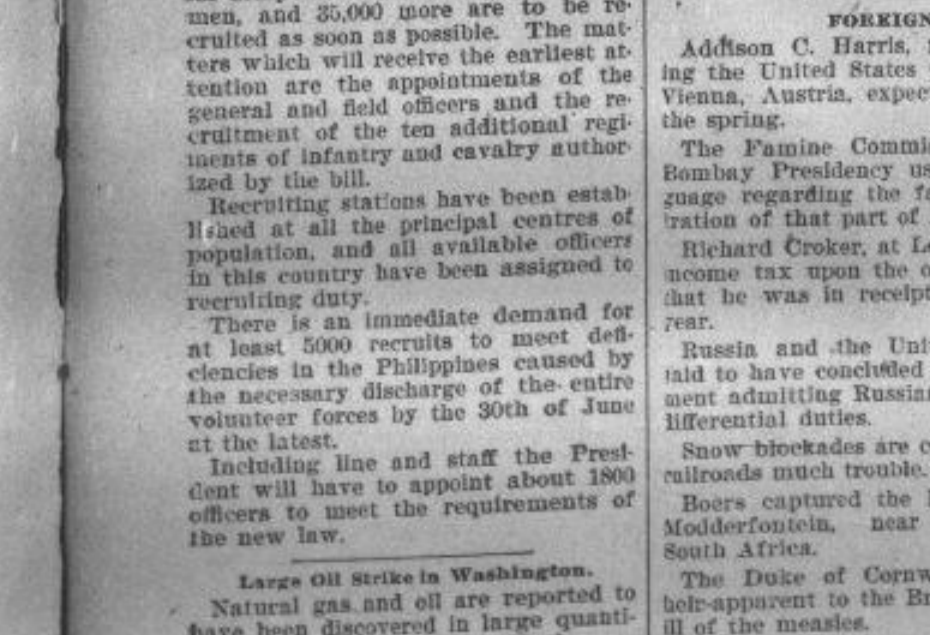 men, and 35,000 more are to be re-
cruited as soon as possible. The mat-
ters which will receive the earliest at-
tention are the appointments of the
general and field officers and the re-
cruitment of the ten additional regi-
ments of infantry and cavalry author-
ized by the bill.
Recruiting stations have been estab-
lished at all the principal centres of
population, and all available officers
in this country have been assigned to
recruiting duty.
There is an immediate demand for
at least 5000 recruits to meet defi-
ciencies in the Philippines caused by
the necessary discharge of the entire
volunteer forces by the 30th of June
at the latest.
Including line and staff the Presi-
dent will have to appoint about 1800
officers to meet the requirements of
the new law.
Large Oil Strike in Washington.
Natural gas and oil are reported to
have been discovered in large quanti-
FOREIGN
Addison C. Harris,
ing the United States
Vienna, Austria, expec
the spring.
The Famine Commi
Bombay Presidency us
guage regarding the fa
tration of that part of
Richard Croker, at Lo
income tax upon the o
that he was in receipt
year.
Russia and the Uni
said to have concluded
ment admitting Russian
differential duties.
Snow blockades are c
railroads much trouble.
Boers captured the
Modderfontein, near
South Africa.
The Duke of Cornw
heir-apparent to the Br
ill of the measles.